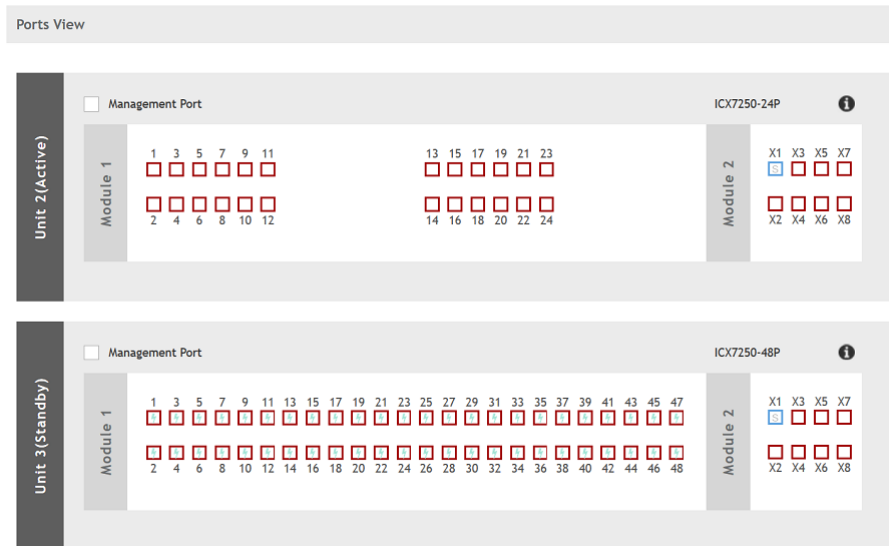 Ports View
Unit 2(Active)
Management Port
ICX7250-24P
i
Module 1
1 3 5 7 9 11
13 15 17 19 21 23
2 4 6 8 10 12
14 16 18 20 22 24
Module 2
X1 X3 X5 X7
S
X2 X4 X6 X8
Unit 3(Standby)
Management Port
ICX7250-48P
i
Module 1
1 3 5 7 9 11 13 15 17 19 21 23 25 27 29 31 33 35 37 39 41 43 45 47
2 4 6 8 10 12 14 16 18 20 22 24 26 28 30 32 34 36 38 40 42 44 46 48
Module 2
X1 X3 X5 X7
S
X2 X4 X6 X8